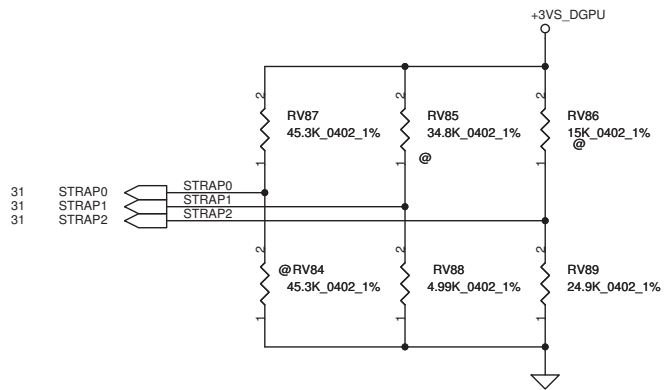 +3VS_DGPU
2
2
2
RV87
45.3K_0402_1%
RV85
34.8K_0402_1%
RV86
15K_0402_1%
@
1
1
@
1
31 STRAP0 STRAP0
31 STRAP1 STRAP1
31 STRAP2 STRAP2
2
2
2
@RV84
45.3K_0402_1%
RV88
4.99K_0402_1%
RV89
24.9K_0402_1%
1
1
1